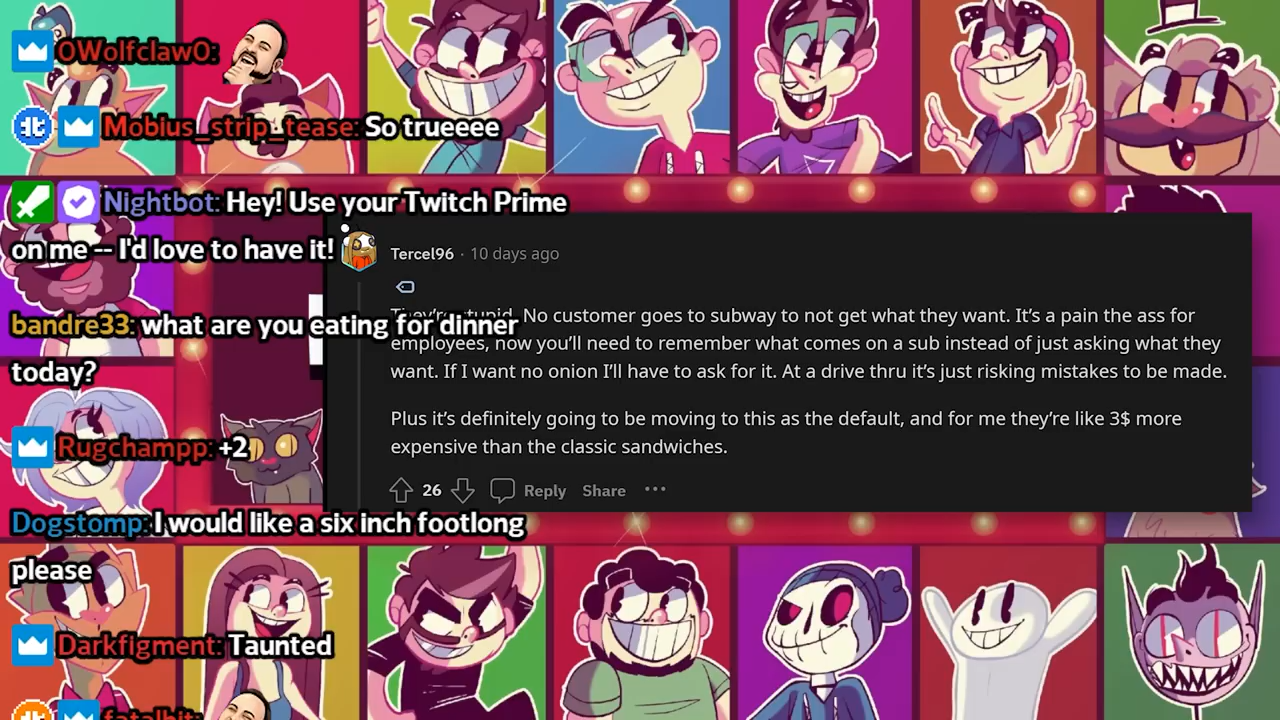 OWolfclawO:
Mobius_strip_tease: So trueeee
Nightbot: Hey! Use your Twitch Prime
on me -- I'd love to have it!
bandre33: what are you eating for dinner
today?
Rugchampp: +2
Dogstomp: I would like a six inch footlong
please
Darkfigment: Taunted
fatalbit:
Tercel96 · 10 days ago
They're stupid. No customer goes to subway to not get what they want. It's a pain the ass for
employees, now you'll need to remember what comes on a sub instead of just asking what they
want. If I want no onion I'll have to ask for it. At a drive thru it's just risking mistakes to be made.
Plus it's definitely going to be moving to this as the default, and for me they're like 3$ more
expensive than the classic sandwiches.
26 Reply Share ···